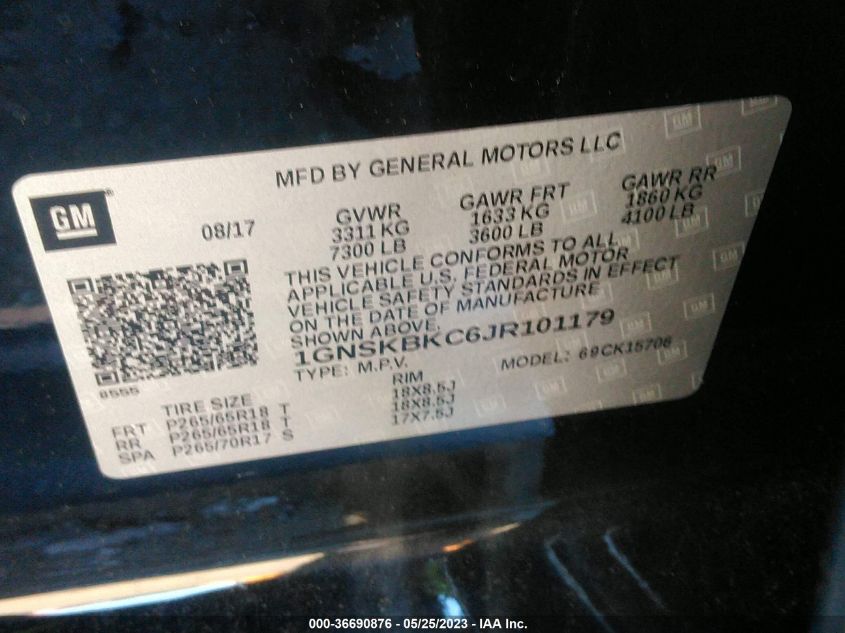 MFD BY GENERAL MOTORS LLC
GM
08/17
GVWR
3311 KG
7300 LB
GAWR FRT
1633 KG
3600 LB
GAWR RR
1860 KG
4100 LB
THIS VEHICLE CONFORMS TO ALL
APPLICABLE U.S. FEDERAL MOTOR
VEHICLE SAFETY STANDARDS IN EFFECT
ON THE DATE OF MANUFACTURE
SHOWN ABOVE.
1GNSKBKC6JR101179
TYPE: M.P.V.
MODEL: 69CK15706
8555
TIRE SIZE
RIM
FRT P265/65R18 T 18X8.5J
RR P265/65R18 T 18X8.5J
SPA P265/70R17 S 17X7.5J
000-36690876 - 05/25/2023 - IAA Inc.